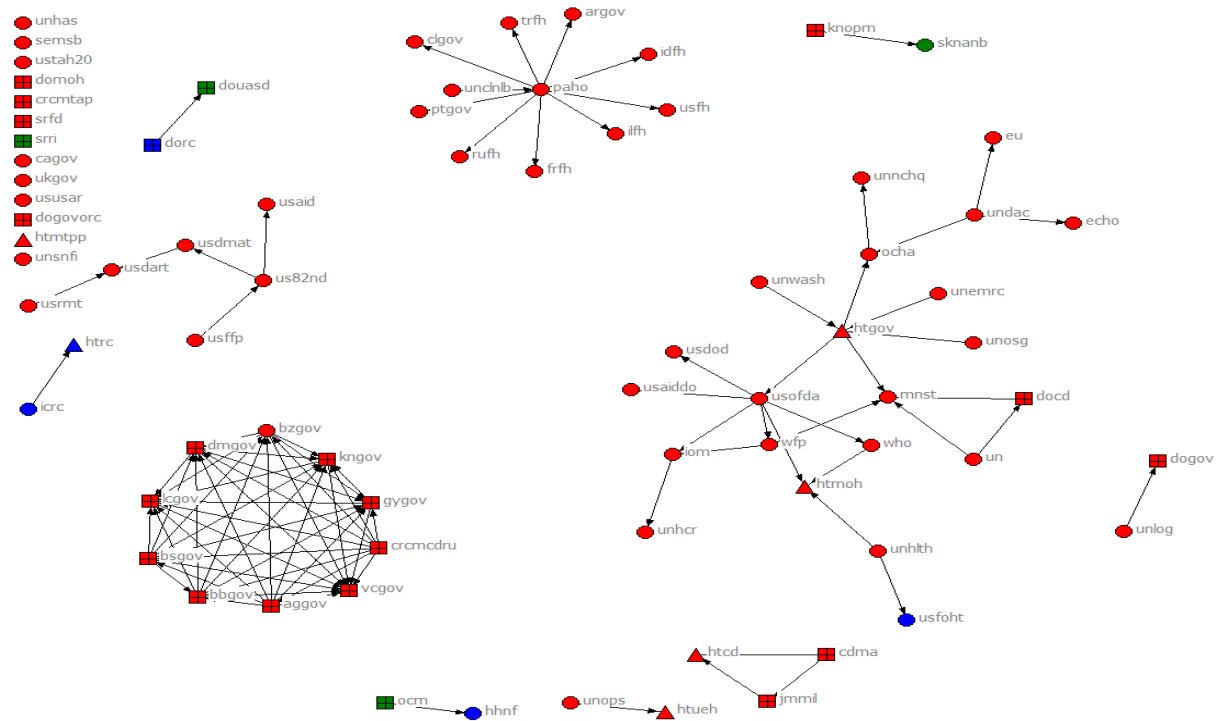 unhas
semsb
ustah20
domoh
crcmtap
srfd
srri
cagov
ukgov
ususar
dogovorc
htmtpp
unsnfi
douasd
dorc
trfh
argov
clgov
idfh
unclnlb
paho
ptgov
usfh
ilfh
rufh
frfh
knopm
sknanb
eu
unnchq
undac
echo
ocha
unwash
unemrc
htgov
unosg
usdod
usaiddo
usofda
mnst
docd
wfp
who
iom
un
htmoh
unhcr
unhlth
usfoht
dogov
unlog
usaid
usdmat
usdart
us82nd
usrmt
usffp
htrc
icrc
bzgov
dmgov
kngov
lcgov
gygov
bsgov
crcmcdru
bbgov
aggov
vcgov
htcd
cdma
jmmil
ocm
hhnf
unops
htueh